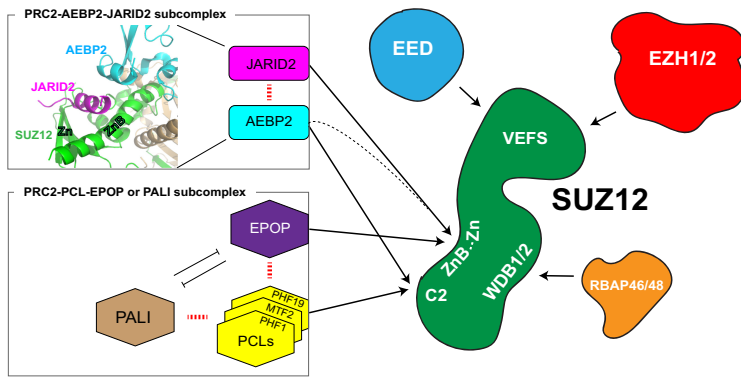 PRC2-AEBP2-JARID2 subcomplex
AEBP2
JARID2
SUZ12
Zn
ZnB
JARID2
AEBP2
EED
EZH1/2
VEFS
SUZ12
ZnB..Zn
WDB1/2
C2
RBAP46/48
PRC2-PCL-EPOP or PALI subcomplex
EPOP
PALI
PHF19
MTF2
PHF1
PCLs